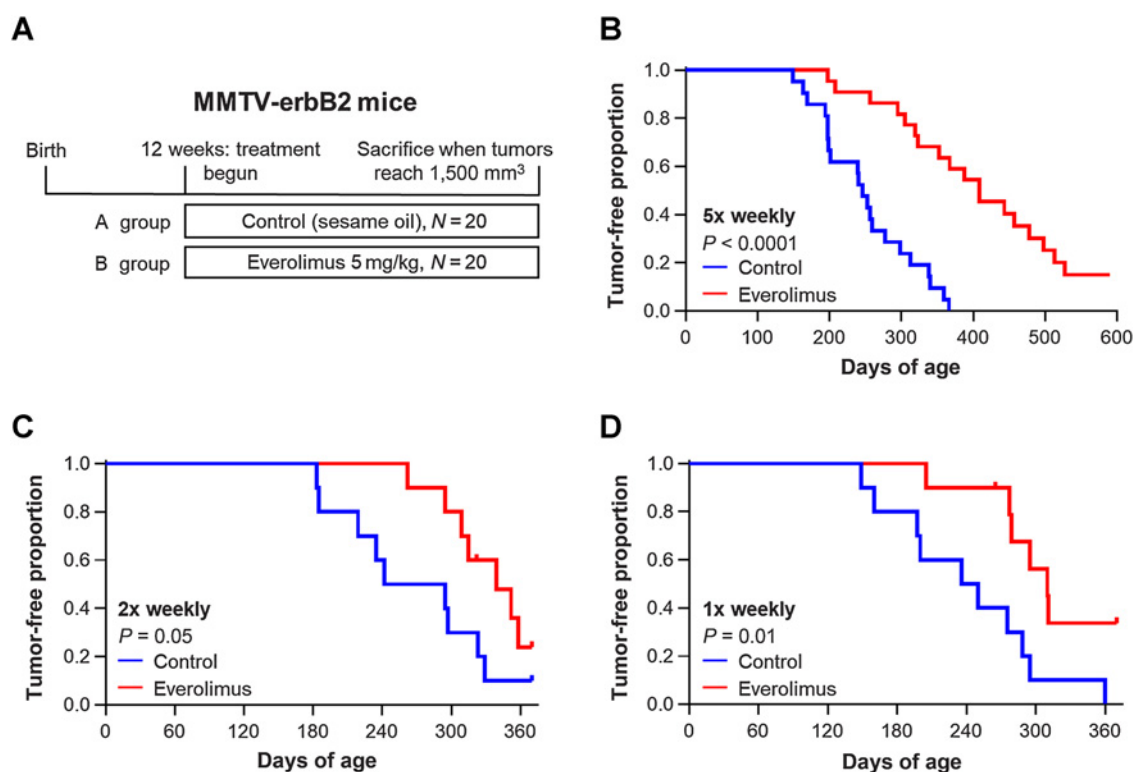 A
MMTV-erbB2 mice
Birth
12 weeks: treatment
begun
Sacrifice when tumors
reach 1,500 mm³
A group
Control (sesame oil), N = 20
B group
Everolimus 5 mg/kg, N = 20
B
Tumor-free proportion
1.0
0.8
0.6
0.4
0.2
0.0
5x weekly
P < 0.0001
Control
Everolimus
0 100 200 300 400 500 600
Days of age
C
Tumor-free proportion
1.0
0.8
0.6
0.4
0.2
0.0
2x weekly
P = 0.05
Control
Everolimus
0 60 120 180 240 300 360
Days of age
D
Tumor-free proportion
1.0
0.8
0.6
0.4
0.2
0.0
1x weekly
P = 0.01
Control
Everolimus
0 60 120 180 240 300 360
Days of age